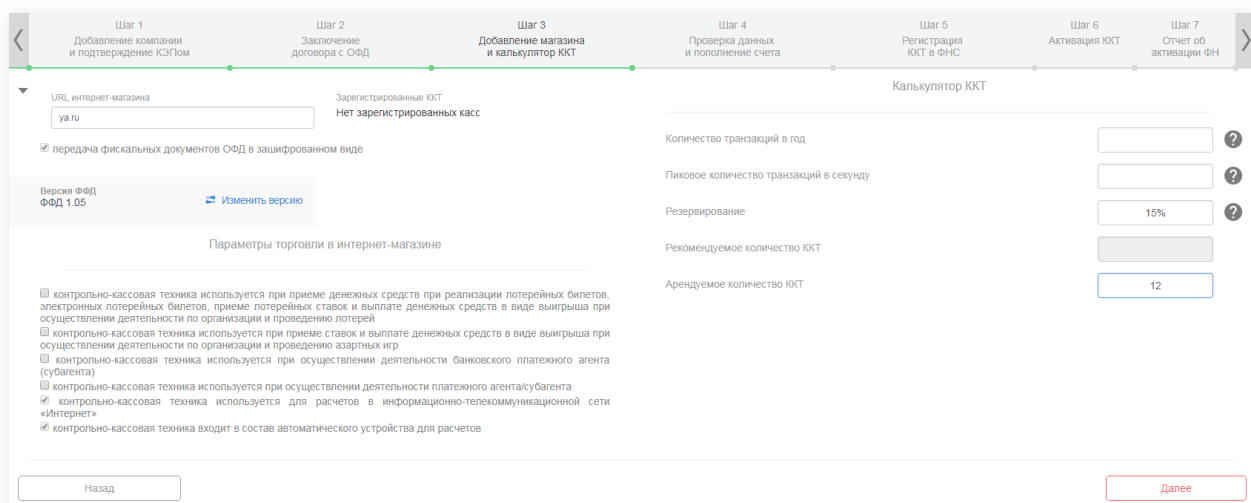 Шаг 1
Добавление компании
и подтверждение КЭПом
Шаг 2
Заключение
договора с ОФД
Шаг 3
Добавление магазина
и калькулятор ККТ
Шаг 4
Проверка данных
и пополнение счета
Шаг 5
Регистрация
ККТ в ФНС
Шаг 6
Активация ККТ
Шаг 7
Отчет об
активации ФН
URL интернет-магазина
ya.ru
Зарегистрированные ККТ
Нет зарегистрированных касс
передача фискальных документов ОФД в зашифрованном виде
Версия ФФД
ФФД 1.05
Изменить версию
Параметры торговли в интернет-магазине
контрольно-кассовая техника используется при приеме денежных средств при реализации лотерейных билетов,
электронных лотерейных билетов, приеме лотерейных ставок и выплате денежных средств в виде выигрыша при
осуществлении деятельности по организации и проведению лотерей
контрольно-кассовая техника используется при приеме ставок и выплате денежных средств в виде выигрыша при
осуществлении деятельности по организации и проведению азартных игр
контрольно-кассовая техника используется при осуществлении деятельности банковского платежного агента
(субагента)
контрольно-кассовая техника используется при осуществлении деятельности платежного агента/субагента
контрольно-кассовая техника используется для расчетов в информационно-телекоммуникационной сети
«Интернет»
контрольно-кассовая техника входит в состав автоматического устройства для расчетов
Калькулятор ККТ
Количество транзакций в год
?
Пиковое количество транзакций в секунду
?
Резервирование
15%
?
Рекомендуемое количество ККТ
Арендуемое количество ККТ
12
Назад
Далее